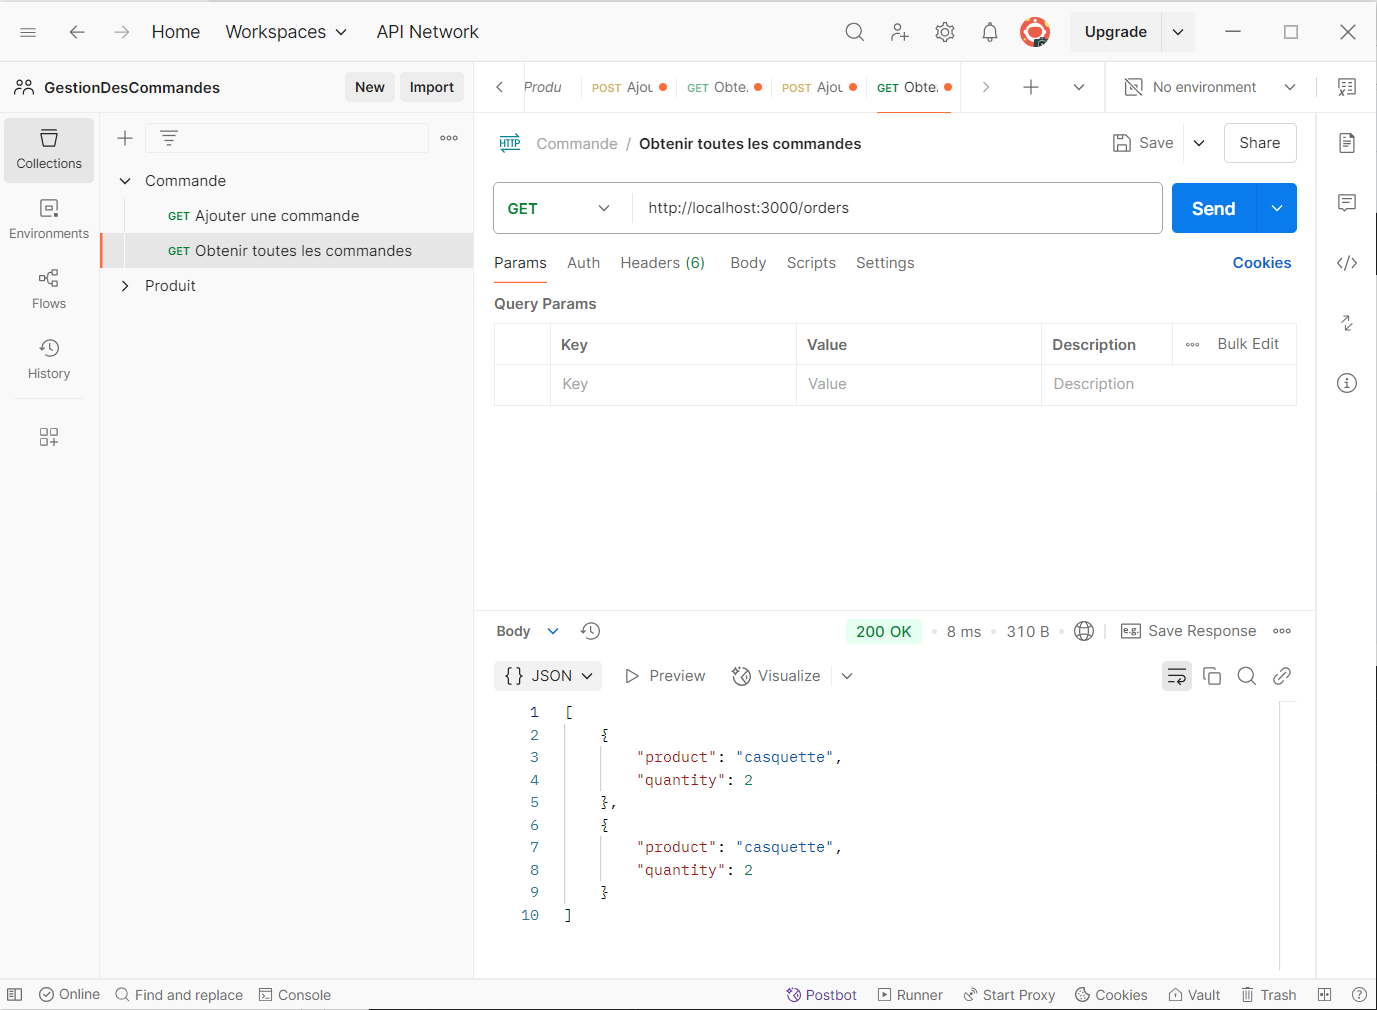 Home Workspaces API Network Upgrade
GestionDesCommandes New Import
Produ POST Ajou GET Obte. POST Ajou GET Obte. No environment
Collections
Environments
Flows
History
Commande
GET Ajouter une commande
GET Obtenir toutes les commandes
Produit
HTTP Commande / Obtenir toutes les commandes Save Share
GET http://localhost:3000/orders Send
Params Auth Headers (6) Body Scripts Settings Cookies
Query Params
Key Value Description Bulk Edit
Key Value Description
Body 200 OK 8 ms 310 B e.g. Save Response
{} JSON Preview Visualize
1 [
2 {
3 "product": "casquette",
4 "quantity": 2
5 },
6 {
7 "product": "casquette",
8 "quantity": 2
9 }
10 ]
Online Find and replace Console Postbot Runner Start Proxy Cookies Vault Trash